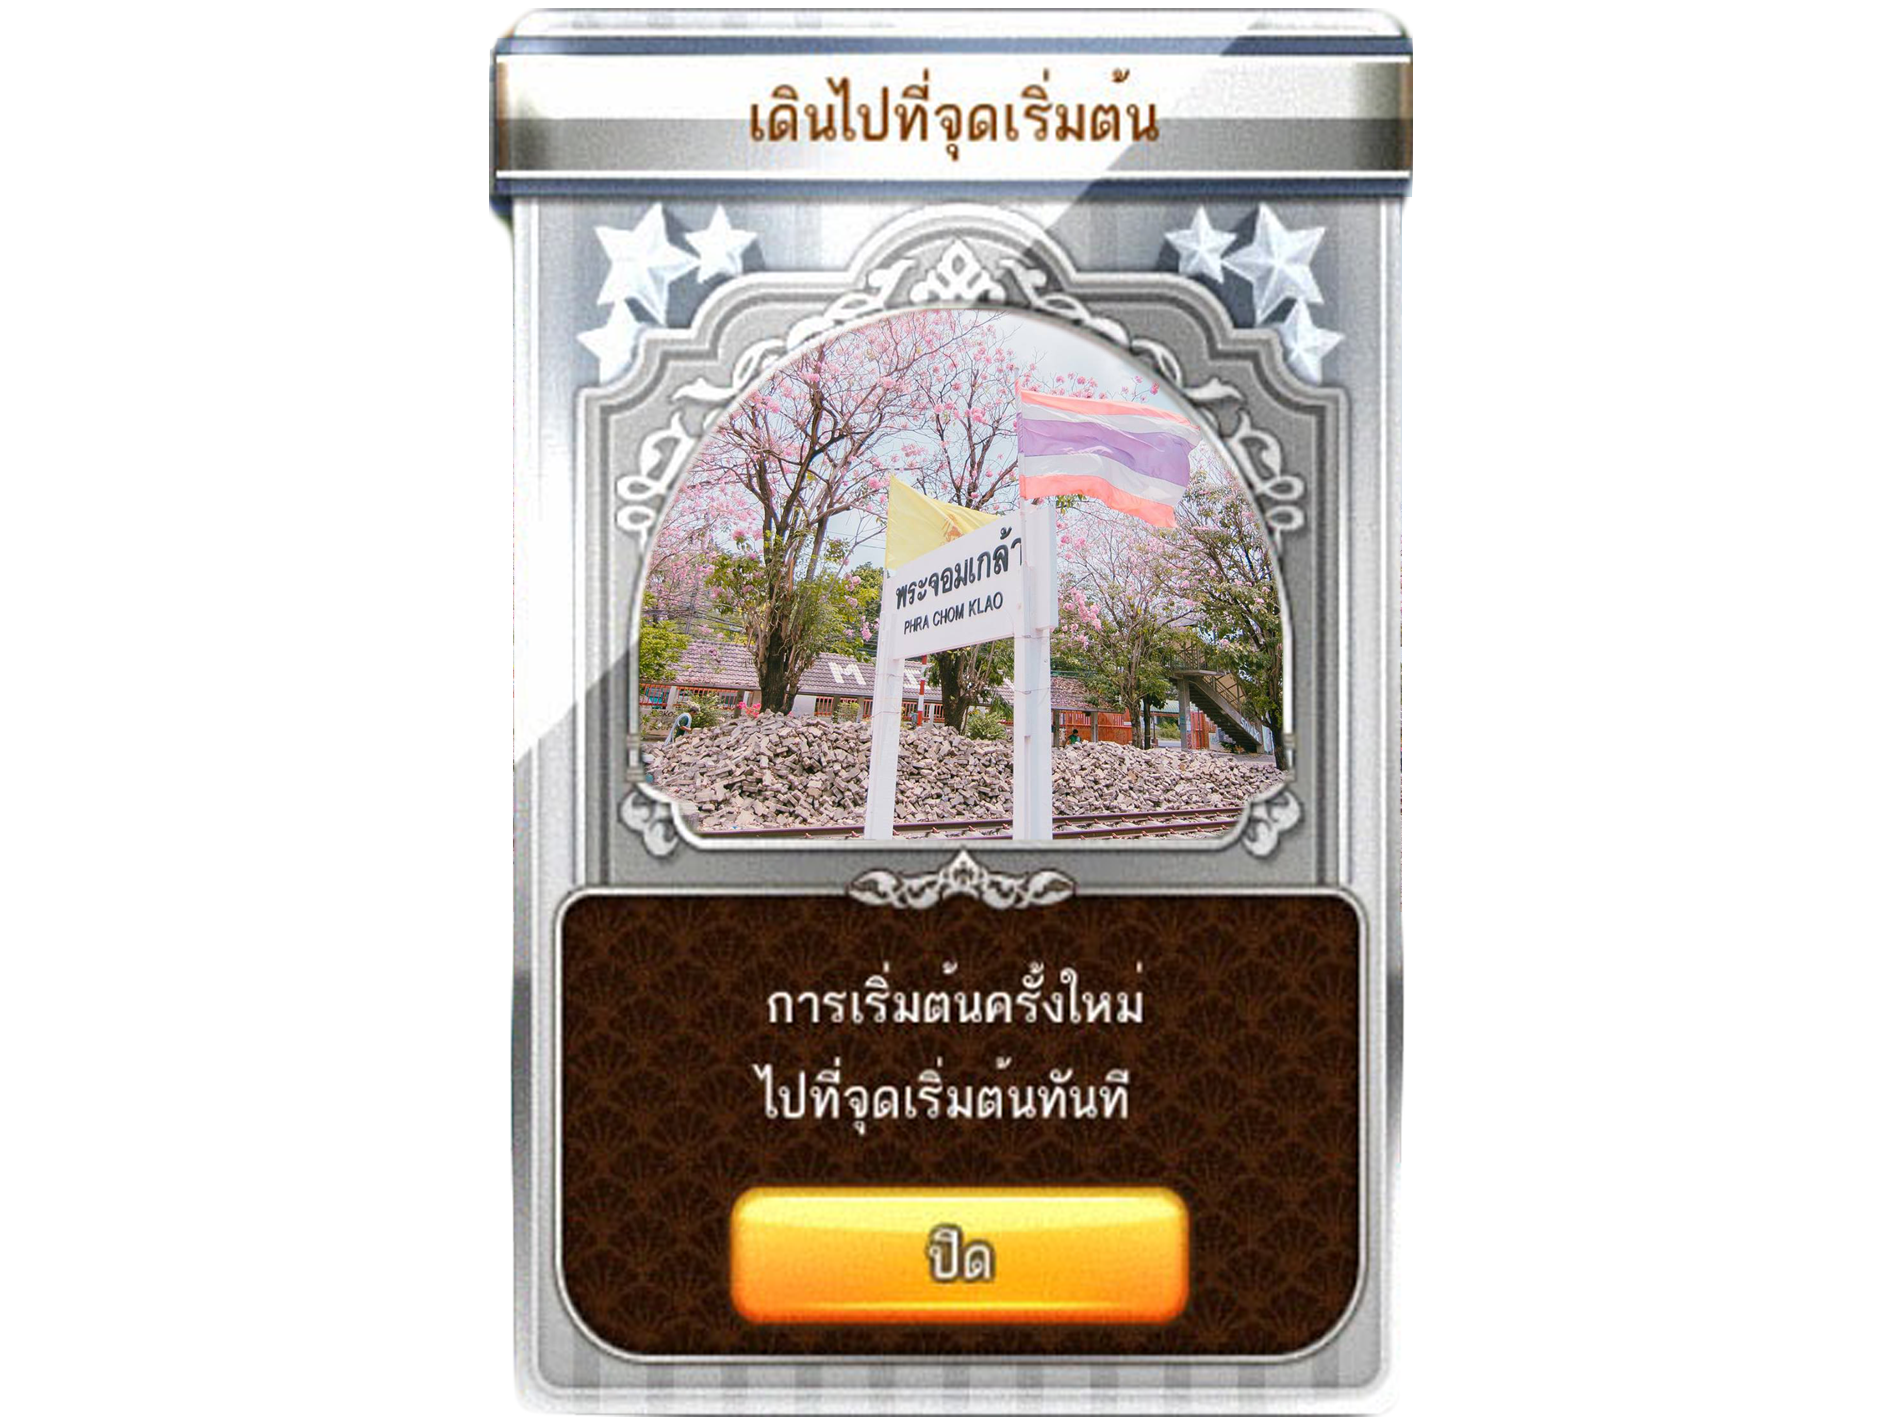 เดินไปที่จุดเริ่มต้น
พระจอมเกล้า
PHRA CHOM KLAO
การเริ่มต้นครั้งใหม่
ไปที่จุดเริ่มต้นทันที
ปิด